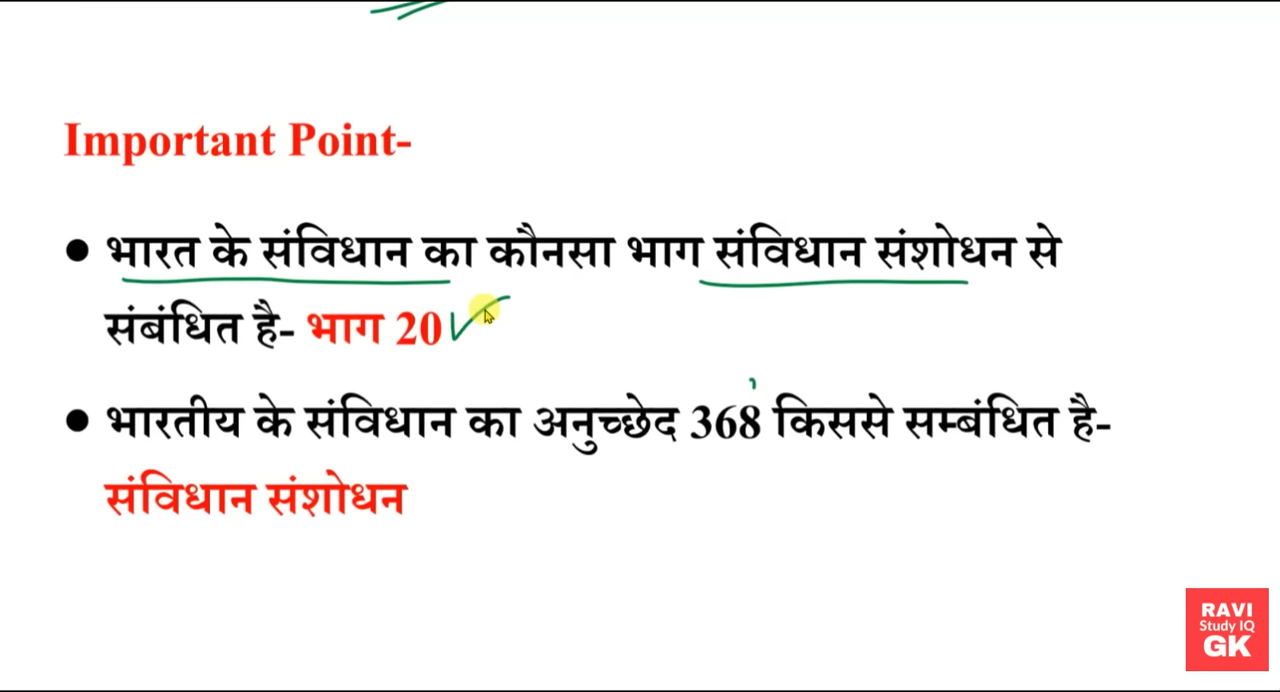 Important Point-
● भारत के संविधान का कौनसा भाग संविधान संशोधन से
संबंधित है- भाग 20
● भारतीय के संविधान का अनुच्छेद 368 किससे सम्बंधित है-
संविधान संशोधन
RAVI
Study IQ
GK